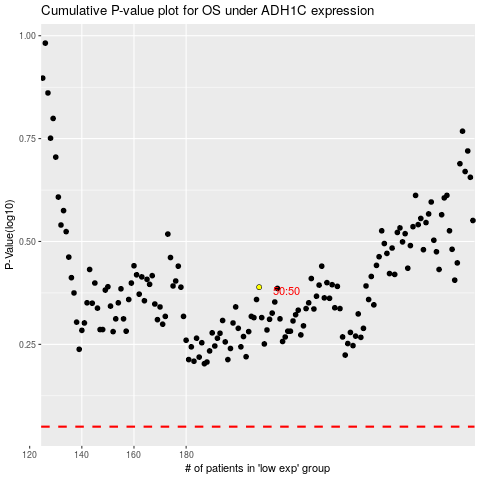 Cumulative P-value plot for OS under ADH1C expression
P-Value(log10)
1.00
0.75
0.50
0.25
50:50
120 140 160 180
# of patients in 'low exp' group